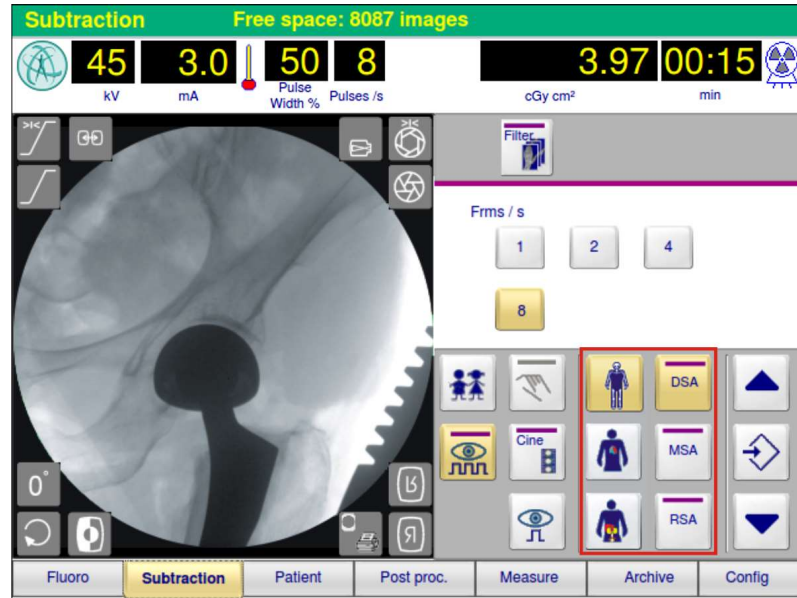 Subtraction Free space: 8087 images
45 3.0 50 8 3.97 00:15
kV mA Pulse Width % Pulses /s cGy cm² min
Filter
Frms / s
1 2 4
8
DSA
Cine MSA
RSA
0°
R R
Fluoro Subtraction Patient Post proc. Measure Archive Config